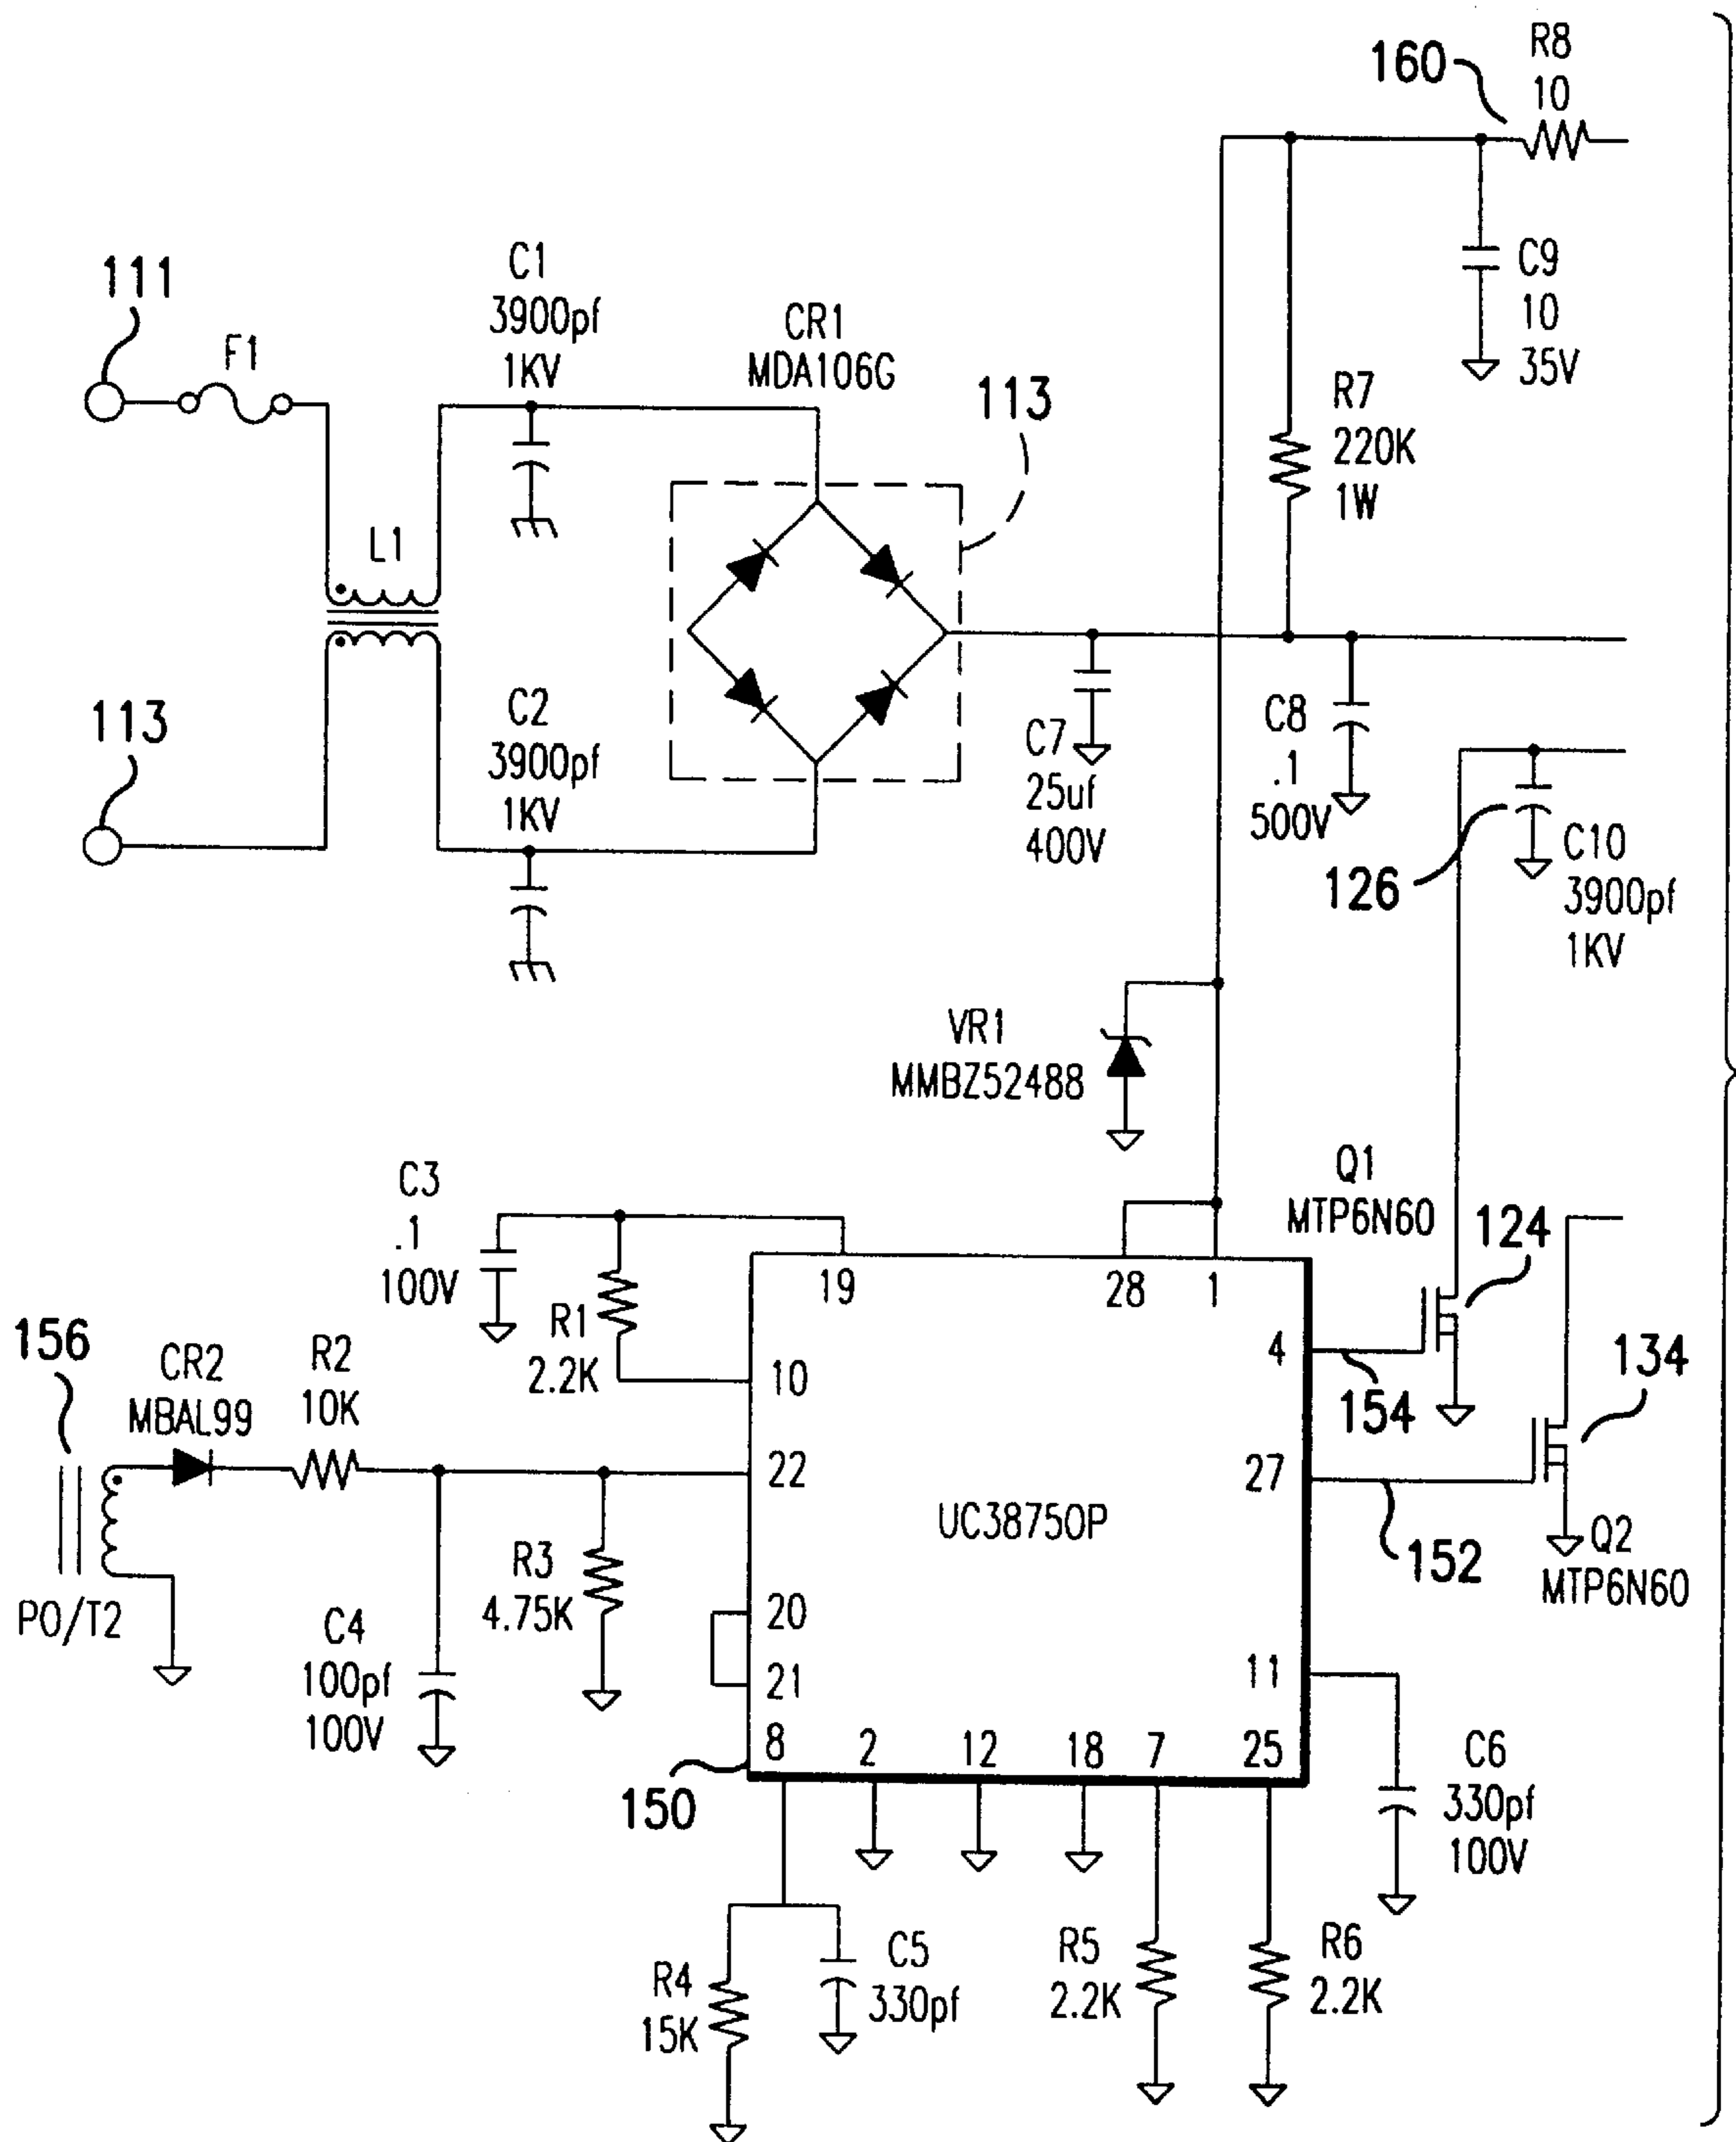 160
R8
10
111
F1
C1
3900pf
1KV
CR1
MDA106G
113
C9
10
35V
R7
220K
1W
L1
113
C2
3900pf
1KV
C7
25uf
400V
C8
.1
500V
126
C10
3900pf
1KV
VR1
MMBZ52488
C3
.1
100V
R1
2.2K
Q1
MTP6N60
124
19
28
1
4
10
154
134
156
CR2
MBAL99
R2
10K
22
27
UC38750P
152
Q2
MTP6N60
R3
4.75K
PO/T2
C4
100pf
100V
20
21
11
8
2
12
18
7
25
150
C6
330pf
100V
R4
15K
C5
330pf
R5
2.2K
R6
2.2K